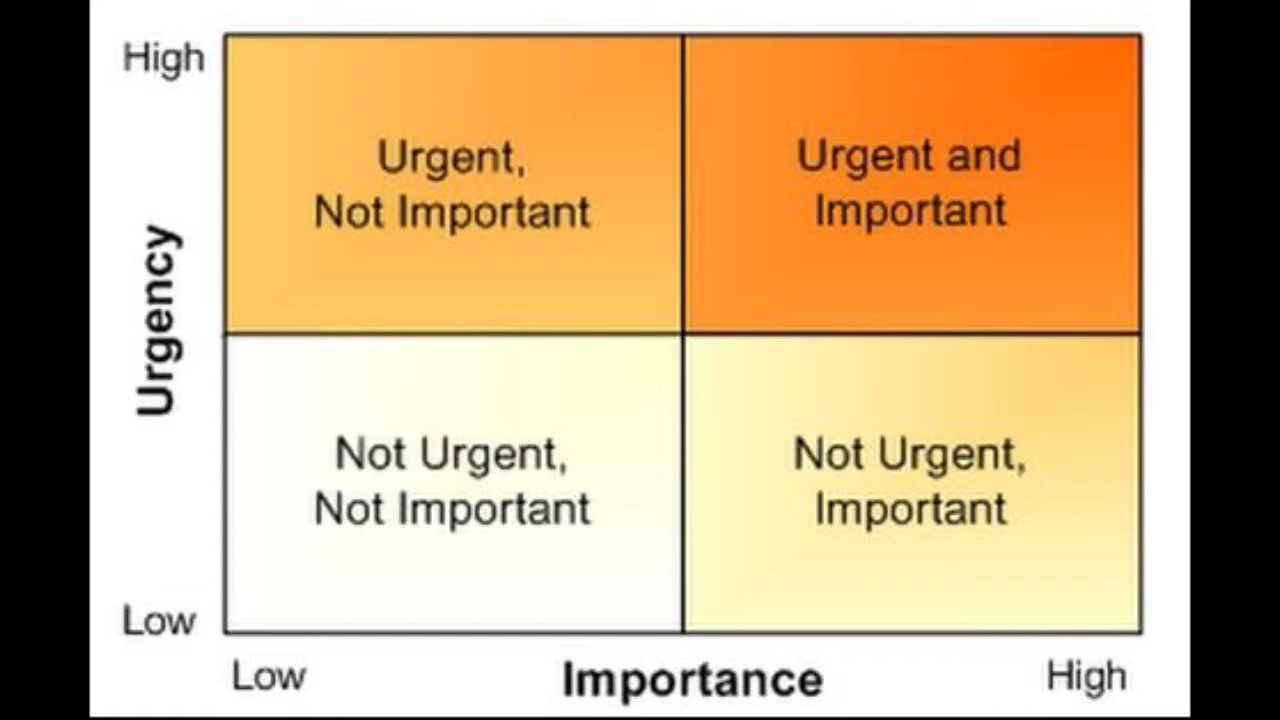 High
Urgent,
Not Important
Urgent and
Important
Urgency
Not Urgent,
Not Important
Not Urgent,
Important
Low
Low
Importance
High